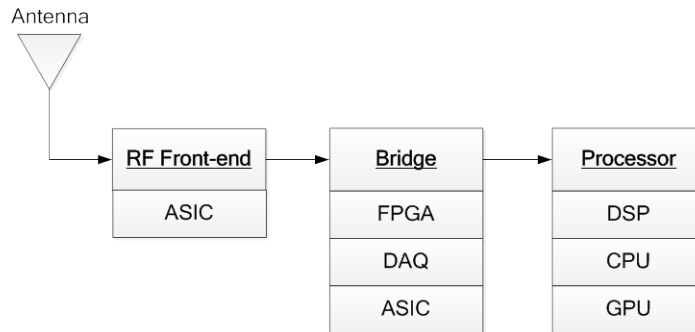 Antenna
RF Front-end
ASIC
Bridge
FPGA
DAQ
ASIC
Processor
DSP
CPU
GPU